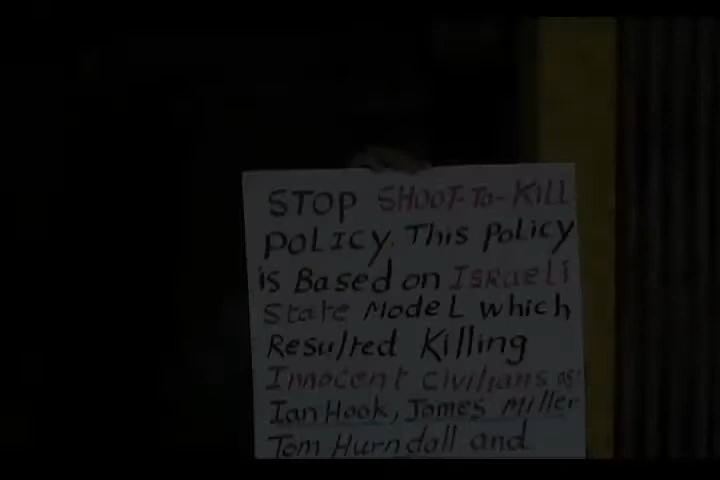 STOP SHOOT-TO-KILL
POLICY. This Policy
is Based on ISRaeli
State Model which
Resulted Killing
Innocent civilians as:
Ian Hook, James Miller
Tom Hurndall and